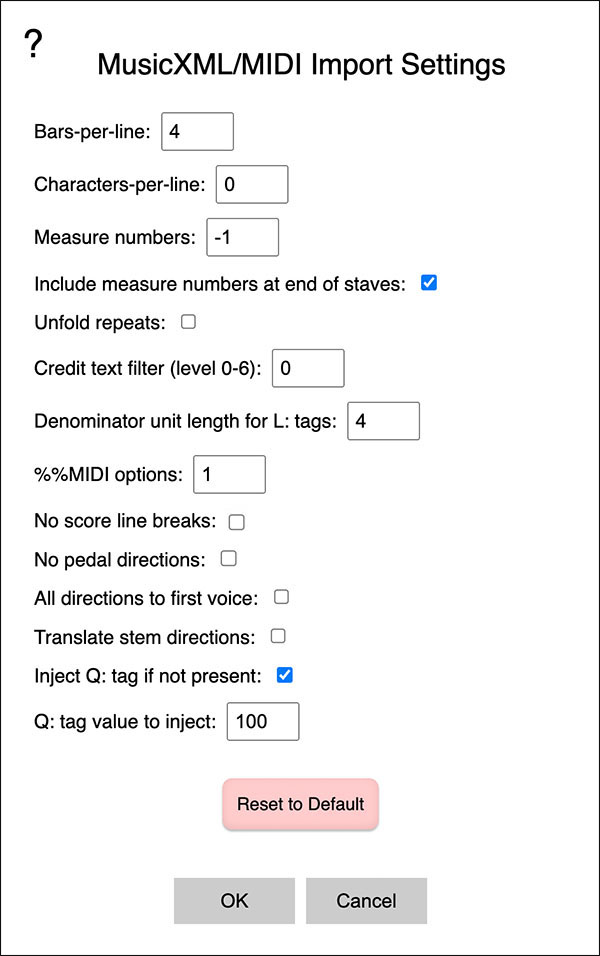 ?
MusicXML/MIDI Import Settings
Bars-per-line: 4
Characters-per-line: 0
Measure numbers: -1
Include measure numbers at end of staves:
Unfold repeats:
Credit text filter (level 0-6): 0
Denominator unit length for L: tags: 4
%%MIDI options: 1
No score line breaks:
No pedal directions:
All directions to first voice:
Translate stem directions:
Inject Q: tag if not present:
Q: tag value to inject: 100
Reset to Default
OK Cancel